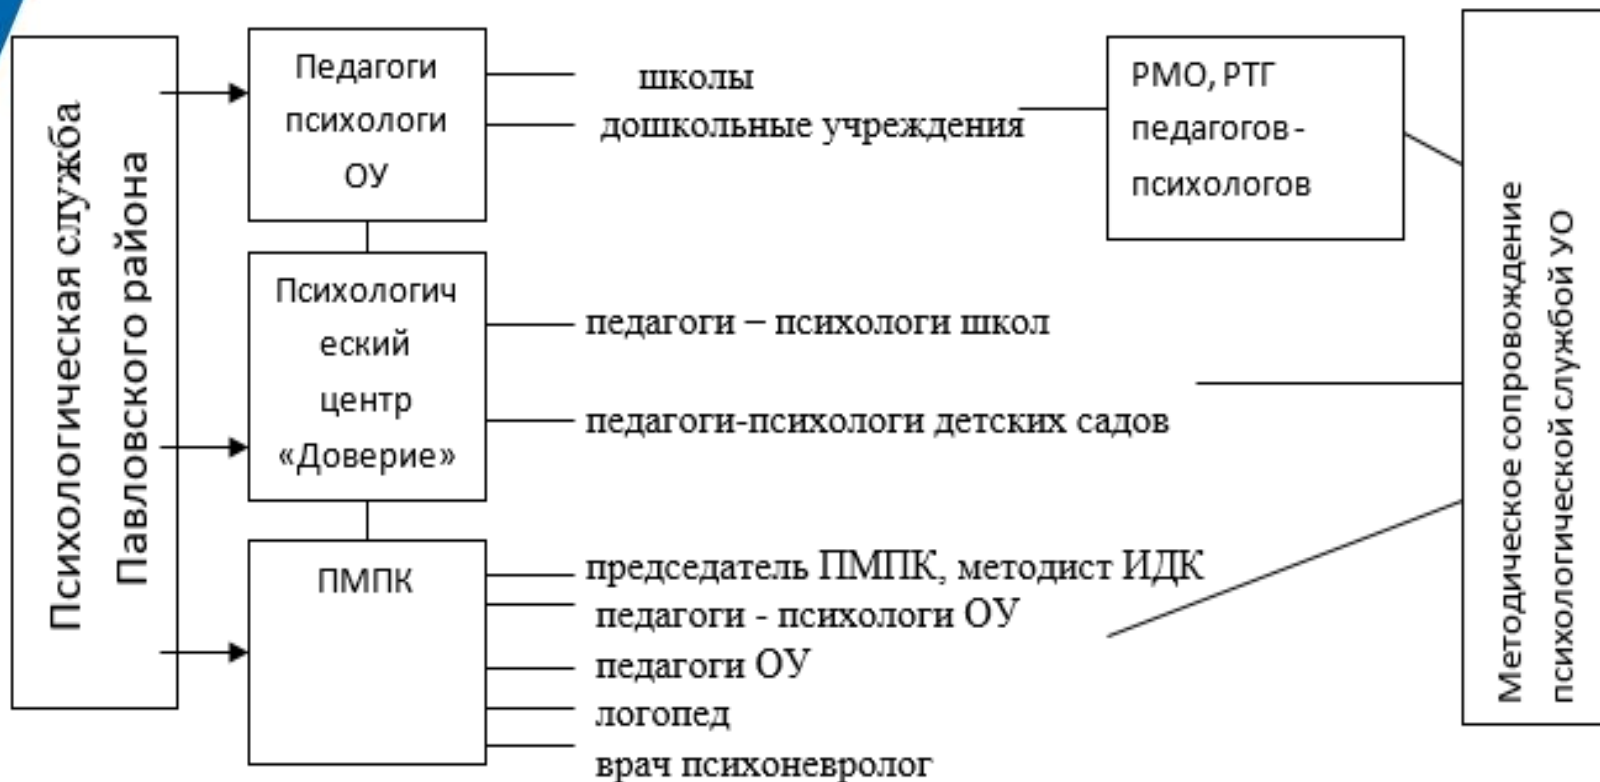 Психологическая служба
Павловского района
Педагоги
психологи
ОУ
школы
дошкольные учреждения
РМО, РТГ
педагогов-
психологов
Психологич
еский
центр
«Доверие»
педагоги – психологи школ
педагоги-психологи детских садов
ПМПК
председатель ПМПК, методист ИДК
педагоги - психологи ОУ
педагоги ОУ
логопед
врач психоневролог
Методическое сопровождение
психологической службой УО